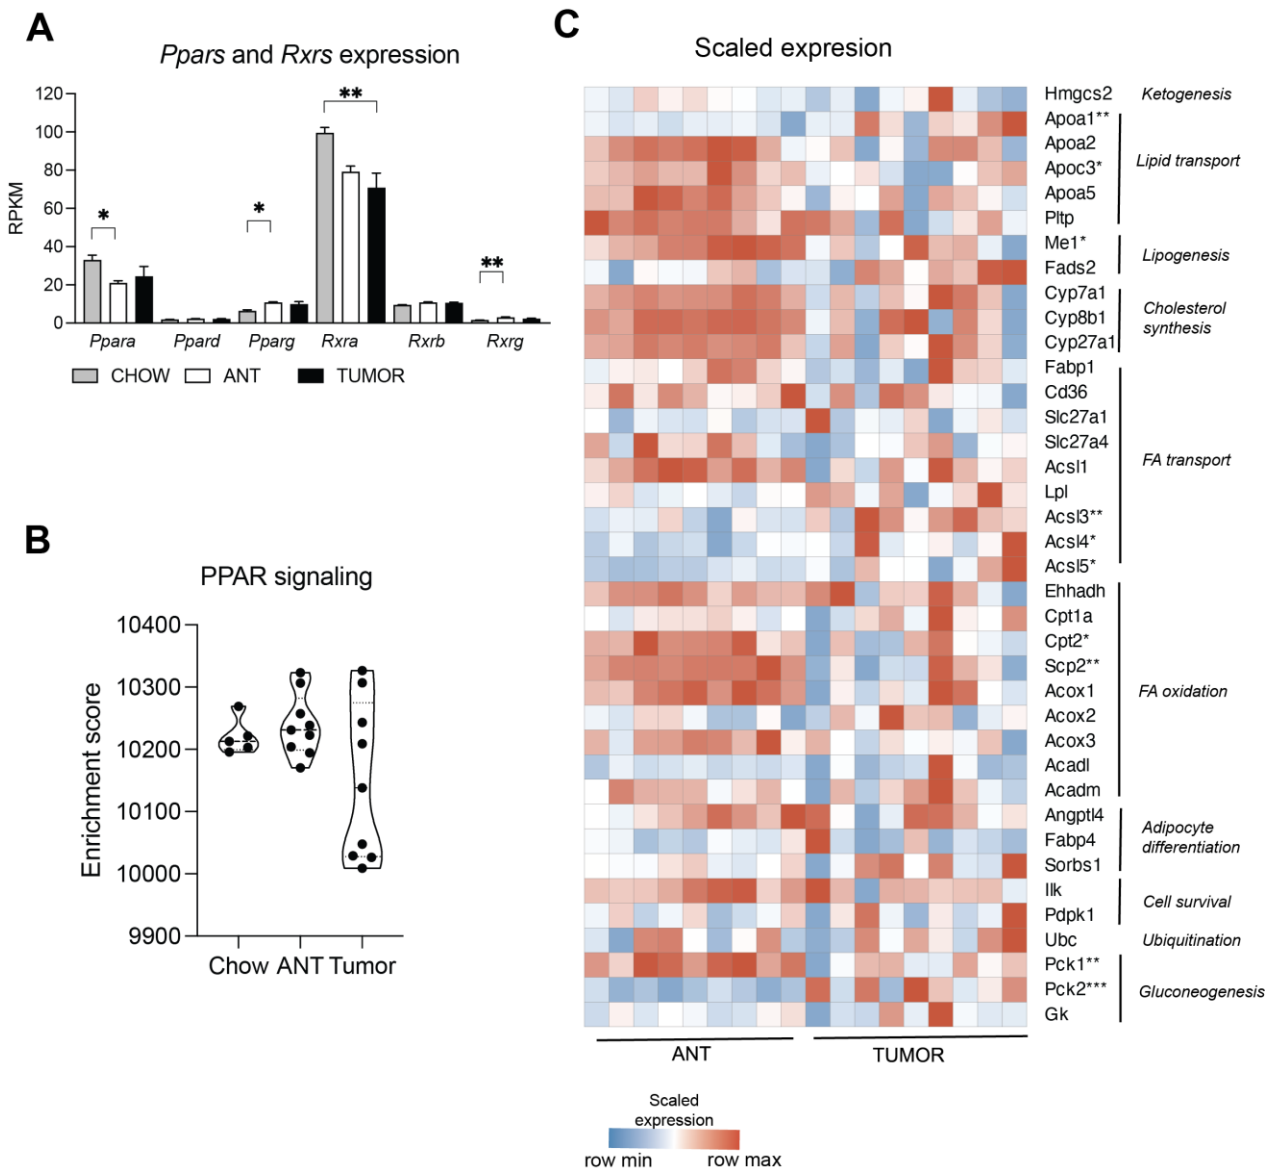 A
Ppars and Rxrs expression
120
100
80
60
40
20
0
RPKM
*
*
**
**
Ppara Ppard Pparg Rxra Rxrb Rxrg
CHOW ANT TUMOR
B
PPAR signaling
10400
10300
10200
10100
10000
9900
Enrichment score
Chow ANT Tumor
C
Scaled expresion
Hmgcs2 Ketogenesis
Apoa1**
Apoa2
Apoc3* Lipid transport
Apoa5
Pltp
Me1*
Fads2
Lipogenesis
Cyp7a1
Cyp8b1
Cyp27a1
Cholesterol
synthesis
Fabp1
Cd36
Slc27a1
Slc27a4
Acsl1 FA transport
Lpl
Acsl3**
Acsl4*
Acsl5*
Ehhadh
Cpt1a
Cpt2*
Scp2**
Acox1 FA oxidation
Acox2
Acox3
Acadl
Acadm
Angptl4
Fabp4
Sorbs1
Adipocyte
differentiation
Ilk
Pdpk1
Cell survival
Ubc Ubiquitination
Pck1**
Pck2*** Gluconeogenesis
Gk
ANT TUMOR
Scaled
expression
row min row max